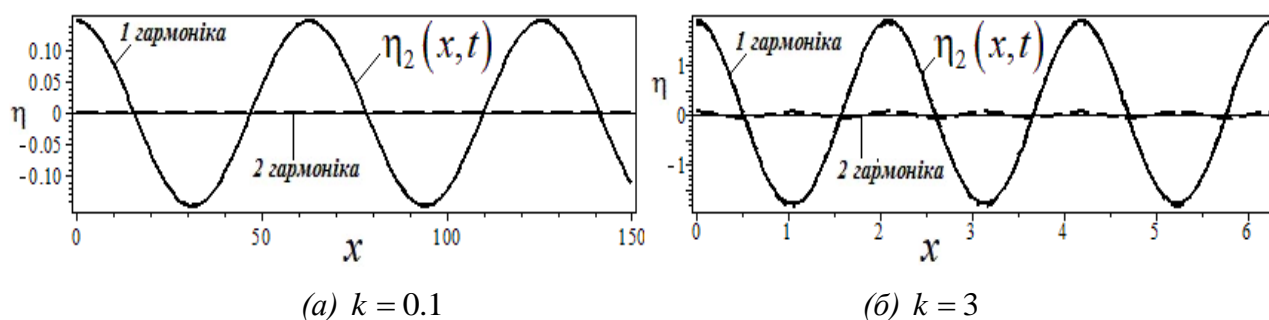 1 гармоніка
η₂(x,t)
0.10
0.05
η
0
-0.05
-0.10
2 гармоніка
0
50
100
150
x
(а) k = 0.1
1 гармоніка
η₂(x,t)
1
η
0
-1
2 гармоніка
0
1
2
3
4
5
6
x
(б) k = 3